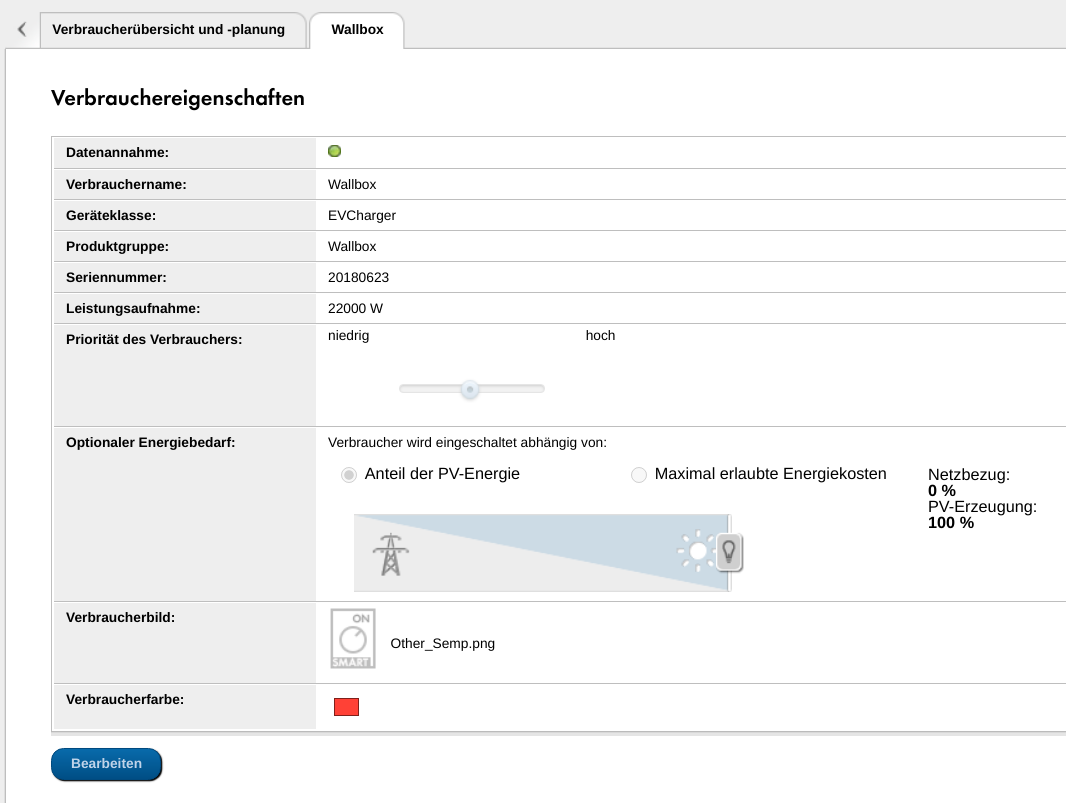 Verbraucherübersicht und -planung Wallbox
Verbrauchereigenschaften
Datenannahme:
Verbrauchername: Wallbox
Geräteklasse: EVCharger
Produktgruppe: Wallbox
Seriennummer: 20180623
Leistungsaufnahme: 22000 W
Priorität des Verbrauchers: niedrig hoch
Optionaler Energiebedarf: Verbraucher wird eingeschaltet abhängig von:
Anteil der PV-Energie Maximal erlaubte Energiekosten
Netzbezug:
0 %
PV-Erzeugung:
100 %
Verbraucherbild:
ON
SMART
Other_Semp.png
Verbraucherfarbe:
Bearbeiten